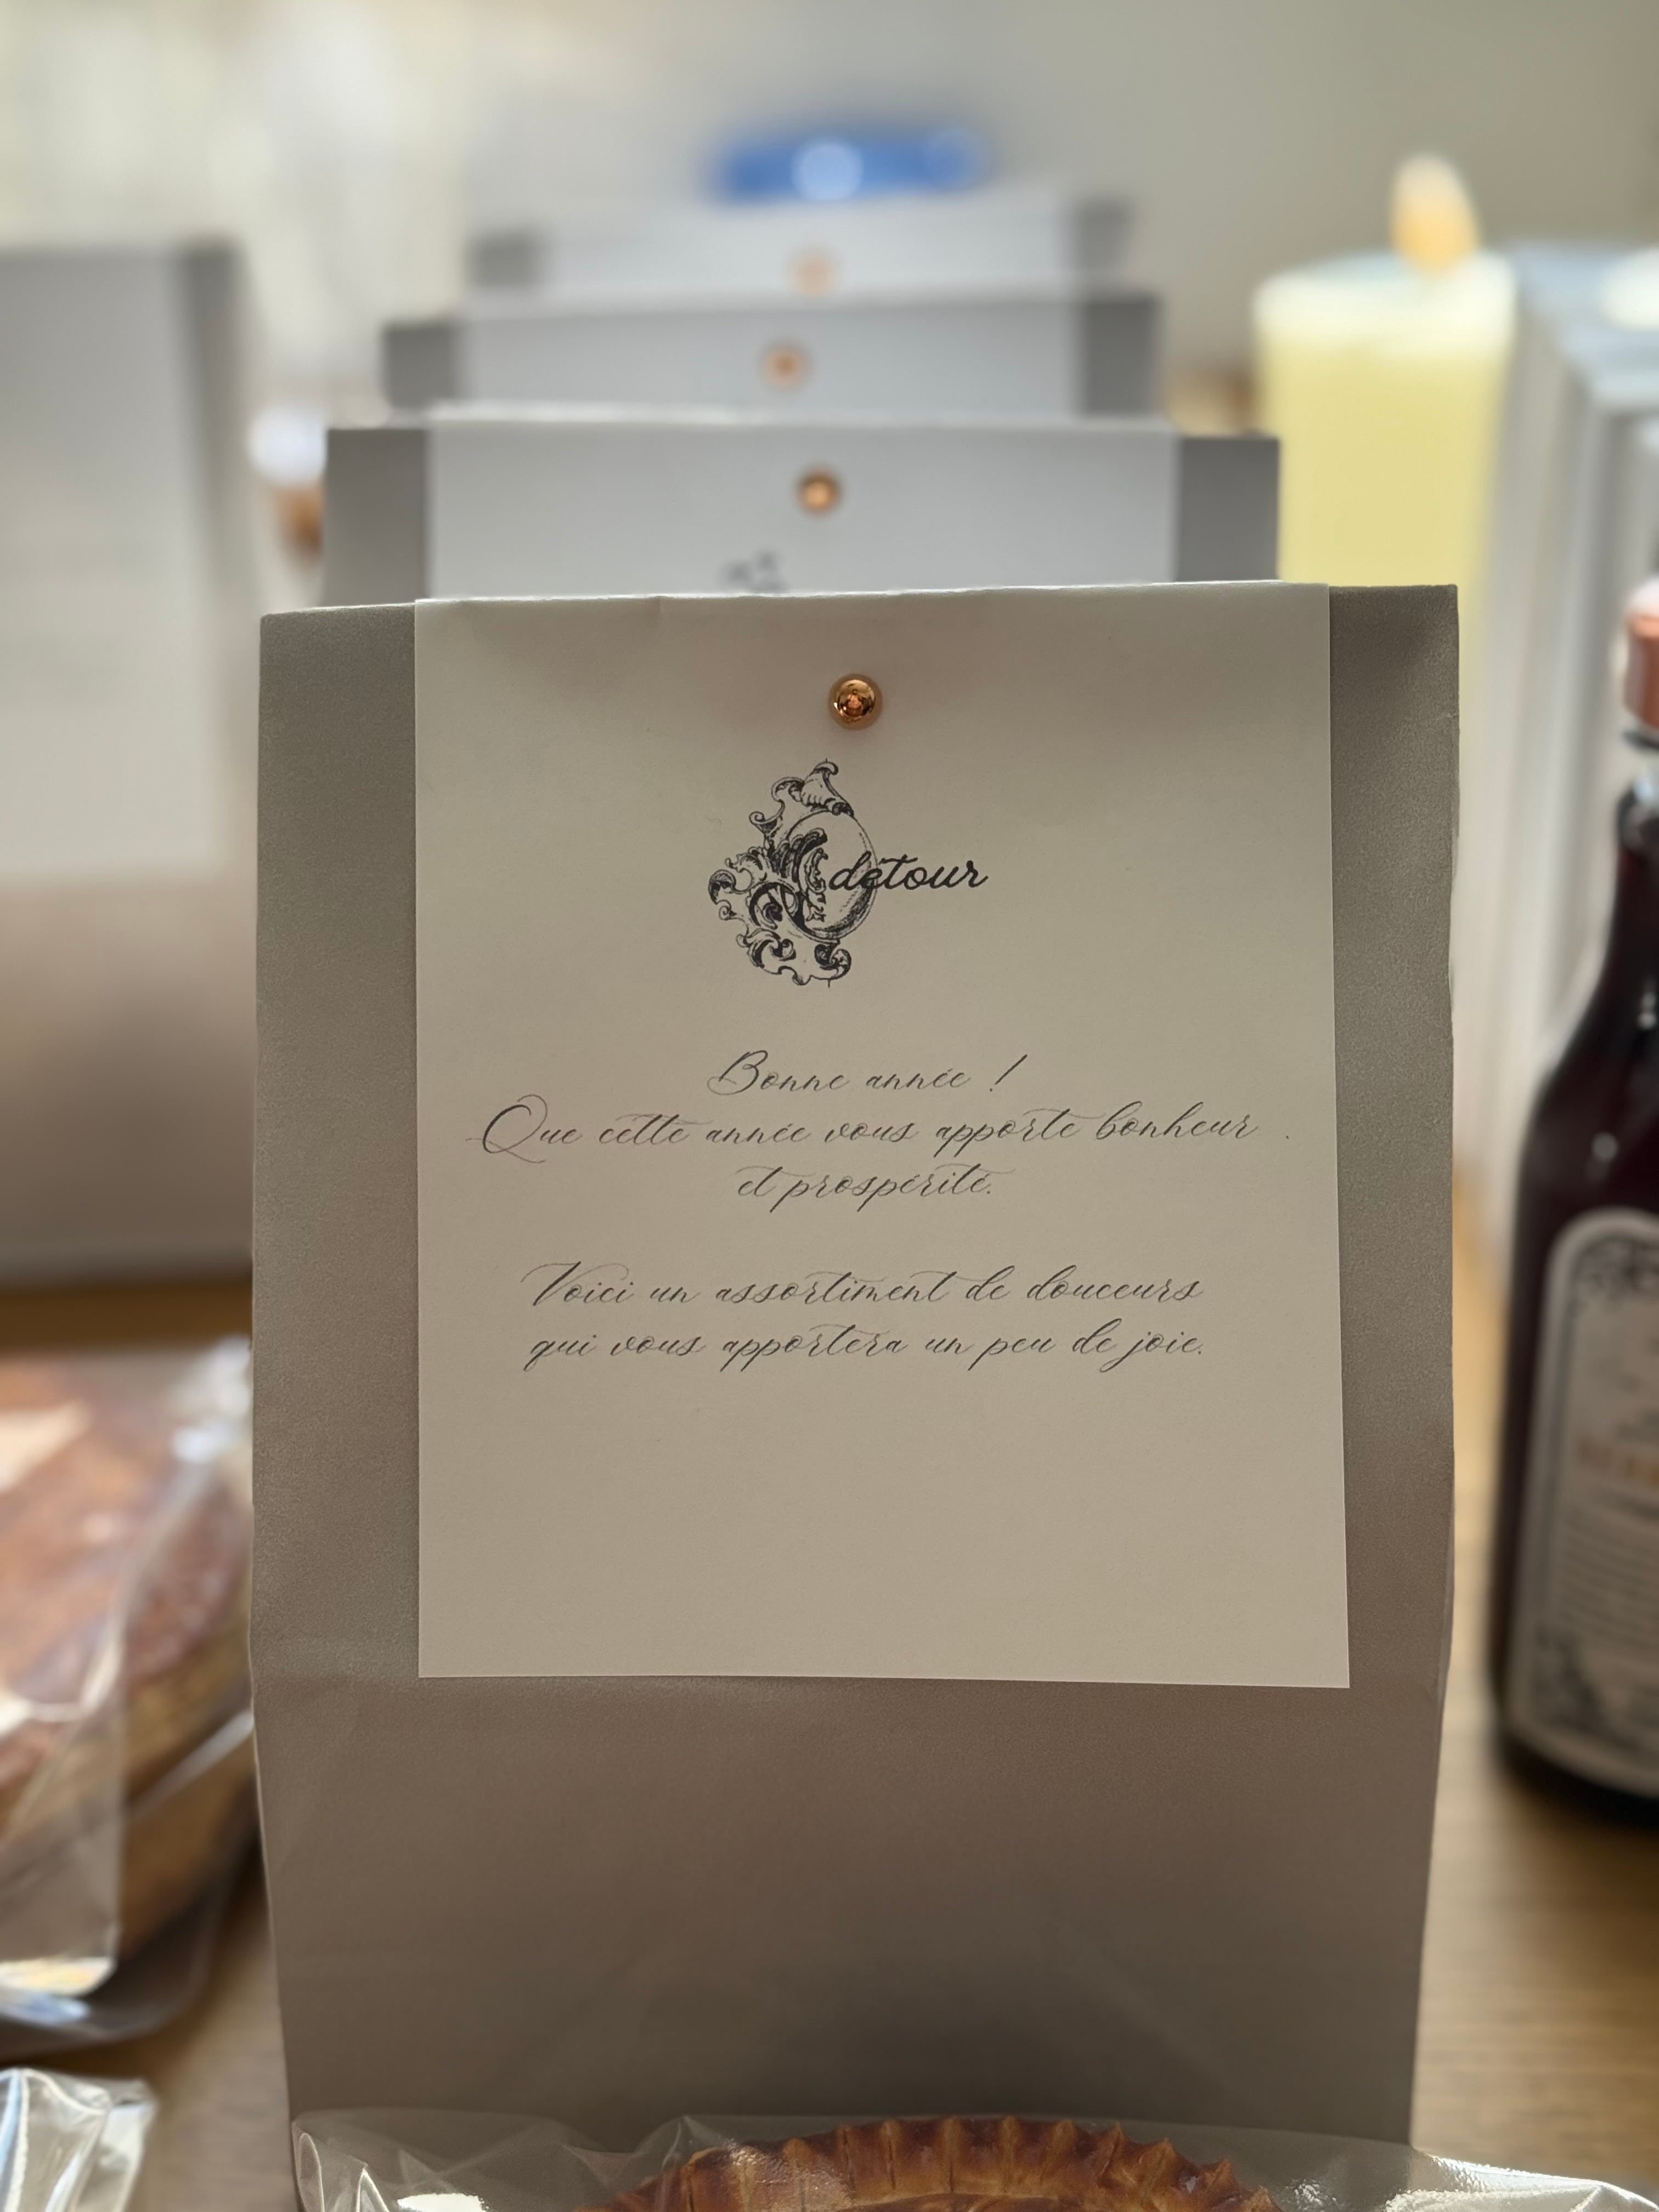 détour
Bonne année !
Que cette année vous apporte bonheur
et prospérité.
Voici un assortiment de douceurs
qui vous apportera un peu de joie.